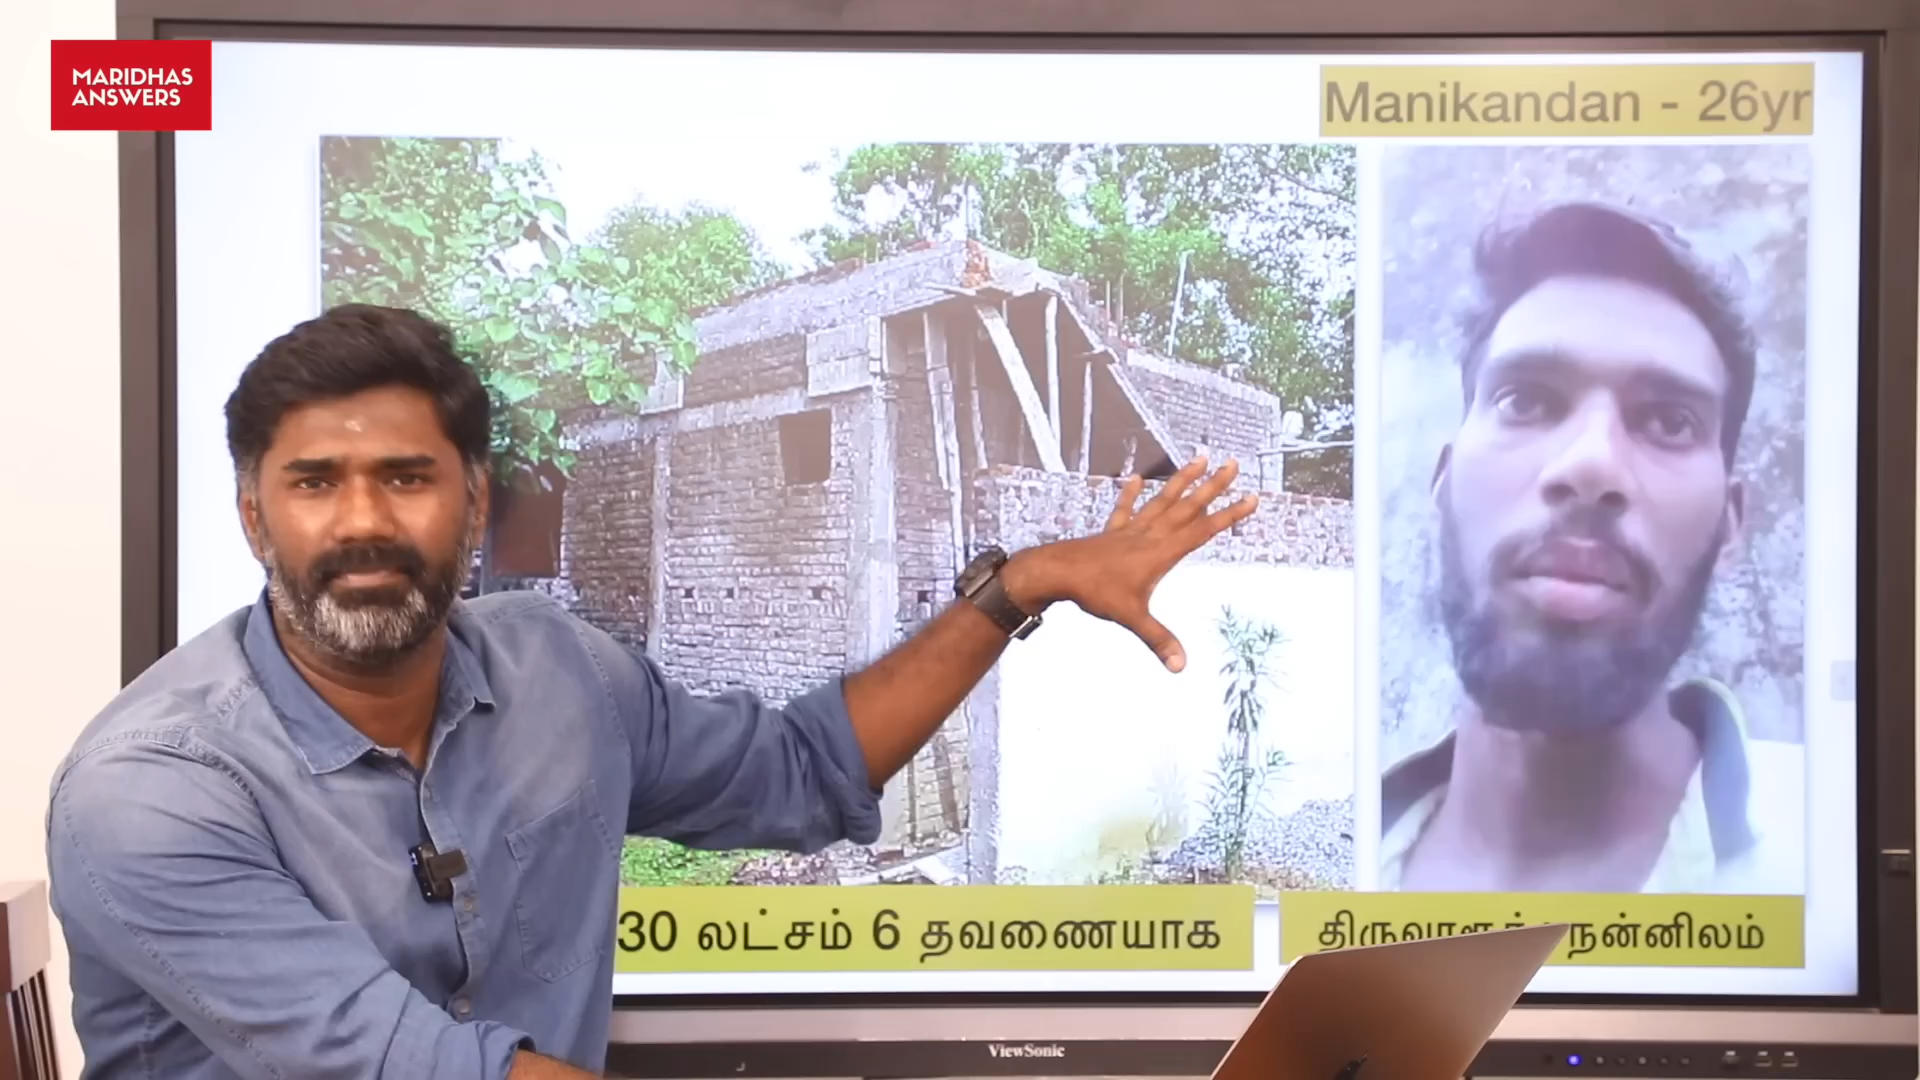 MARIDHAS
ANSWERS
Manikandan - 26yr
30 லட்சம் 6 தவணையாக
நன்னிலம்
ViewSonic